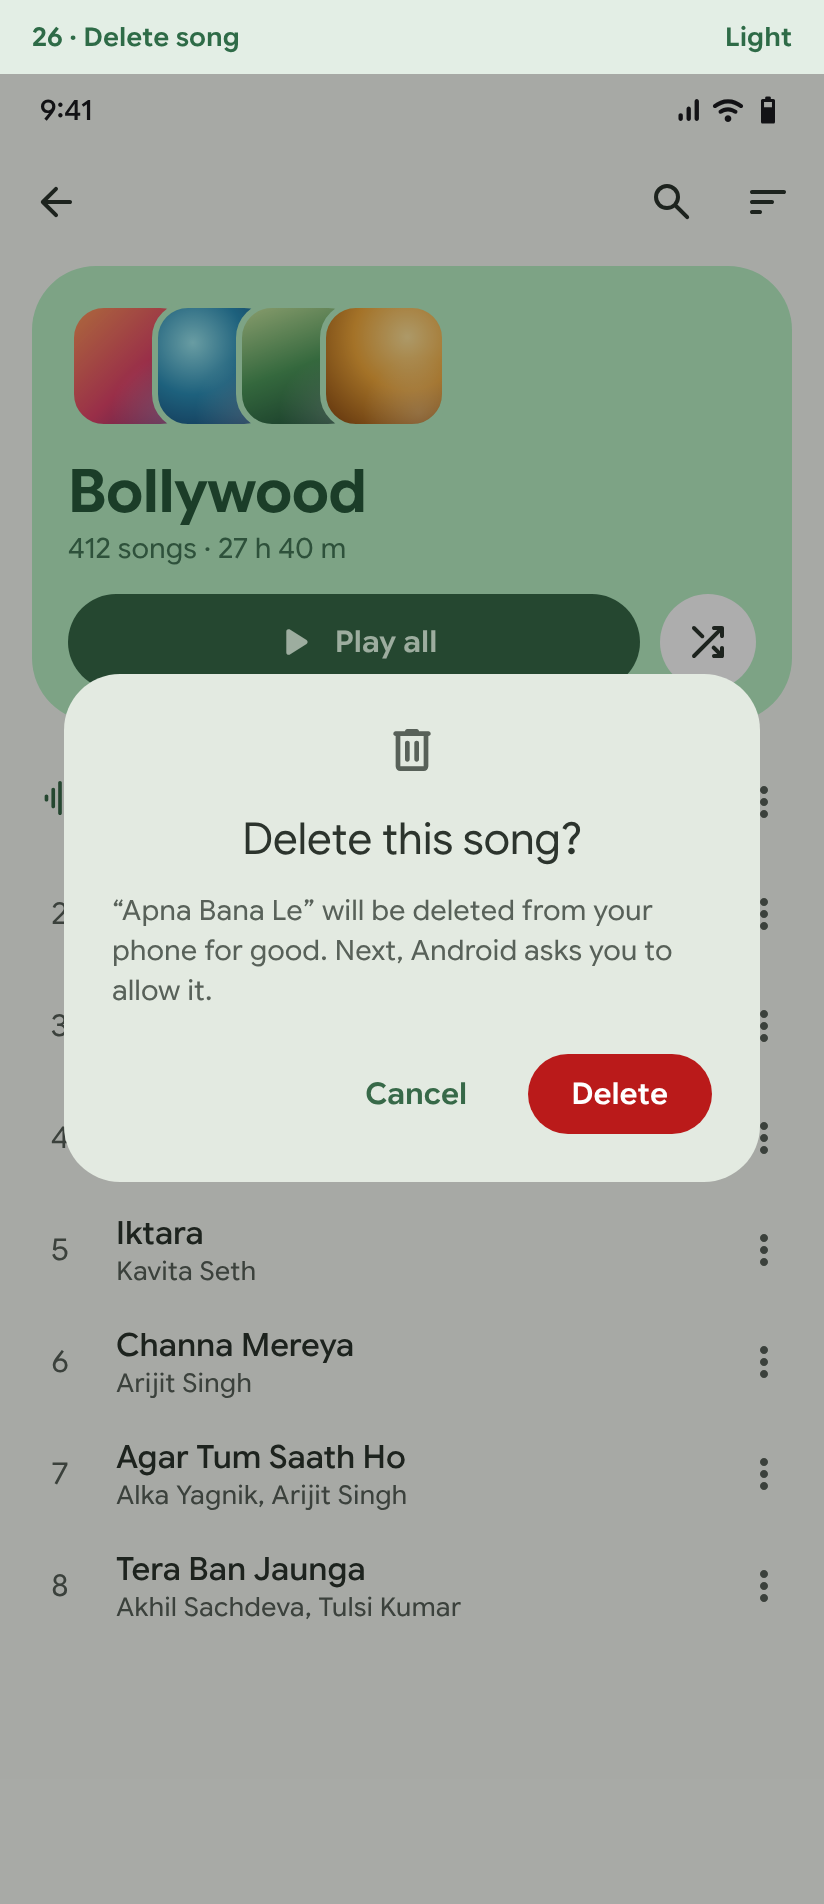 26 · Delete song
Light
9:41
Bollywood
412 songs · 27 h 40 m
Play all
Delete this song?
“Apna Bana Le” will be deleted from your
phone for good. Next, Android asks you to
allow it.
2
3
4
Cancel
Delete
5
Iktara
Kavita Seth
6
Channa Mereya
Arijit Singh
7
Agar Tum Saath Ho
Alka Yagnik, Arijit Singh
8
Tera Ban Jaunga
Akhil Sachdeva, Tulsi Kumar